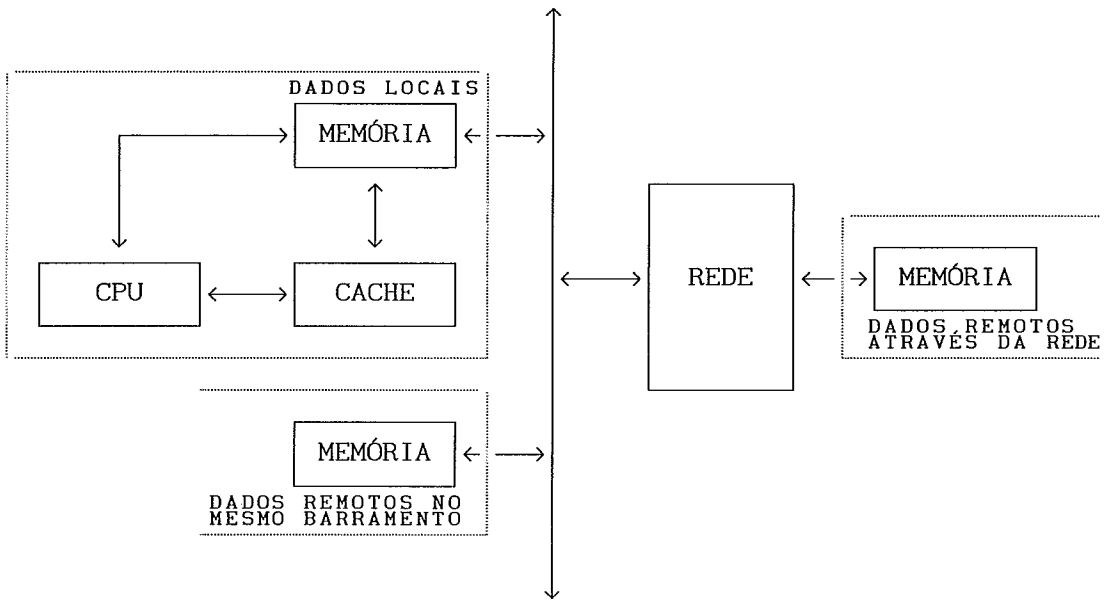 DADOS LOCAIS
MEMÓRIA
CPU
CACHE
REDE
MEMÓRIA
DADOS REMOTOS
ATRAVÉS DA REDE
MEMÓRIA
DADOS REMOTOS NO
MESMO BARRAMENTO